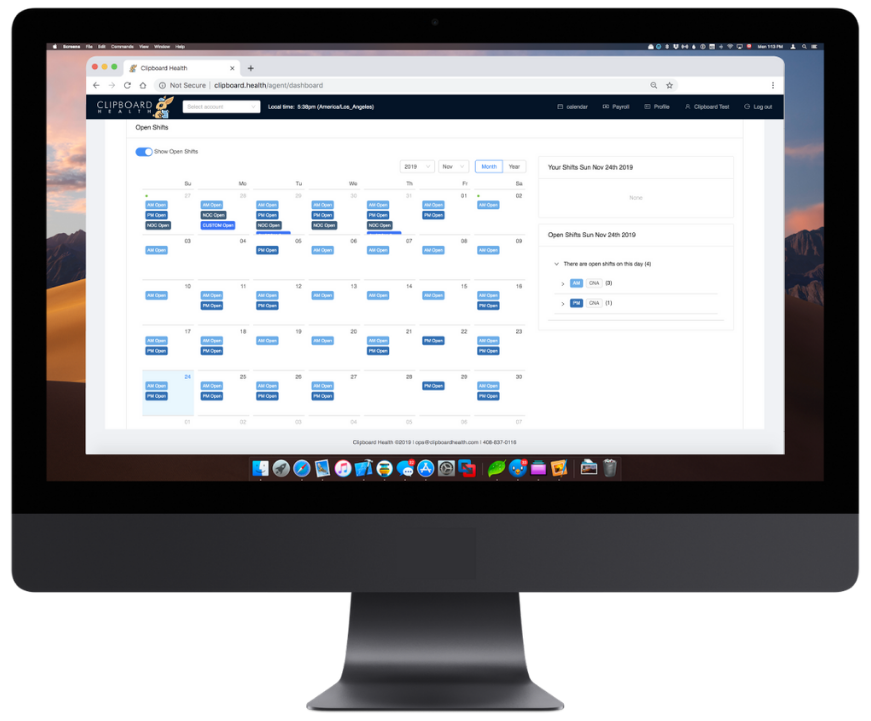 Surname File Edit Commands View Window Help
Mon 1:13 PM
Clipboard Health
Not Secure | clipboard.health/agent/dashboard
CLIPBOARD
HEALTH
Select account
Local time: 5:38pm (America/Los_Angeles)
calendar Payroll Profile Clipboard Test Log out
Open Shifts
Show Open Shifts
2019 Nov Month Year
Su Mo Tu We Th Fr Sa
27 28 29 30 31 01 02
AM Open AM Open AM Open AM Open AM Open AM Open AM Open
PM Open NOC Open PM Open PM Open PM Open PM Open
NOC Open CUSTOM Open NOC Open NOC Open NOC Open
03 04 05 06 07 08 09
AM Open PM Open AM Open AM Open AM Open AM Open
10 11 12 13 14 15 16
AM Open AM Open AM Open AM Open AM Open AM Open AM Open
PM Open PM Open PM Open
17 18 19 20 21 22 23
AM Open AM Open AM Open AM Open AM Open PM Open AM Open
PM Open PM Open PM Open PM Open
24 25 26 27 28 29 30
AM Open AM Open AM Open AM Open PM Open AM Open
PM Open PM Open PM Open PM Open PM Open
01 02 03 04 05 06 07
Your Shifts Sun Nov 24th 2019
None
Open Shifts Sun Nov 24th 2019
There are open shifts on this day (4)
AM CNA (3)
PM CNA (1)
Clipboard Health ©2018 | ops@clipboardhealth.com | 408-837-0116